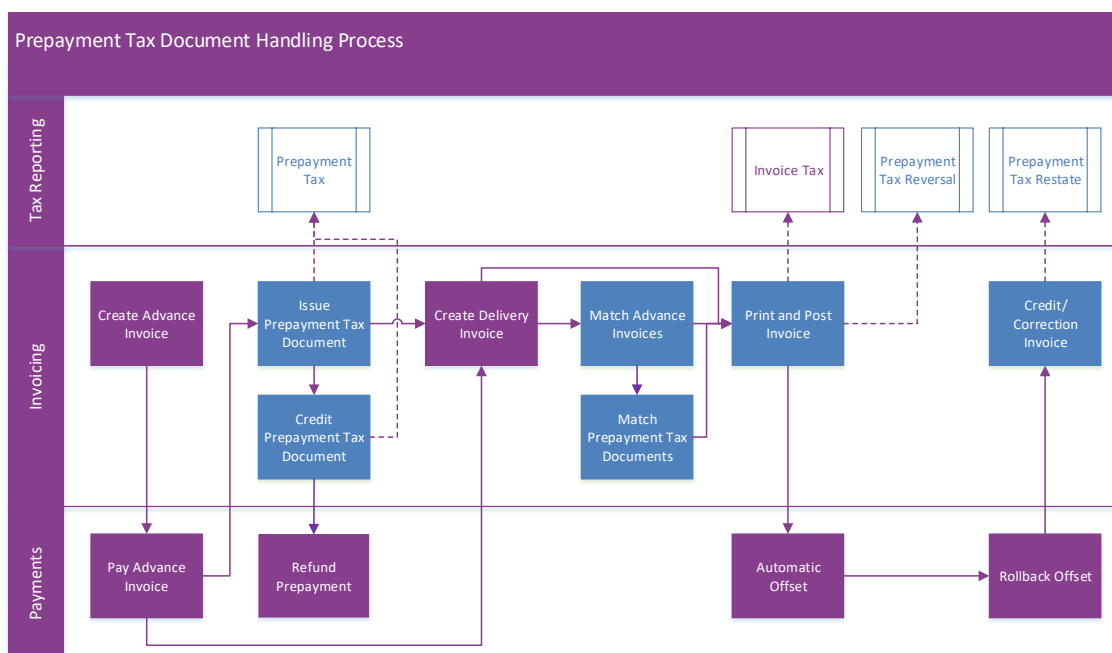 Prepayment Tax Document Handling Process
Tax Reporting
Prepayment
Tax
Invoice Tax
Prepayment
Tax Reversal
Prepayment
Tax Restate
Invoicing
Create Advance
Invoice
Issue
Prepayment Tax
Document
Create Delivery
Invoice
Match Advance
Invoices
Print and Post
Invoice
Credit/
Correction
Invoice
Credit
Prepayment Tax
Document
Match
Prepayment Tax
Documents
Payments
Pay Advance
Invoice
Refund
Prepayment
Automatic
Offset
Rollback Offset